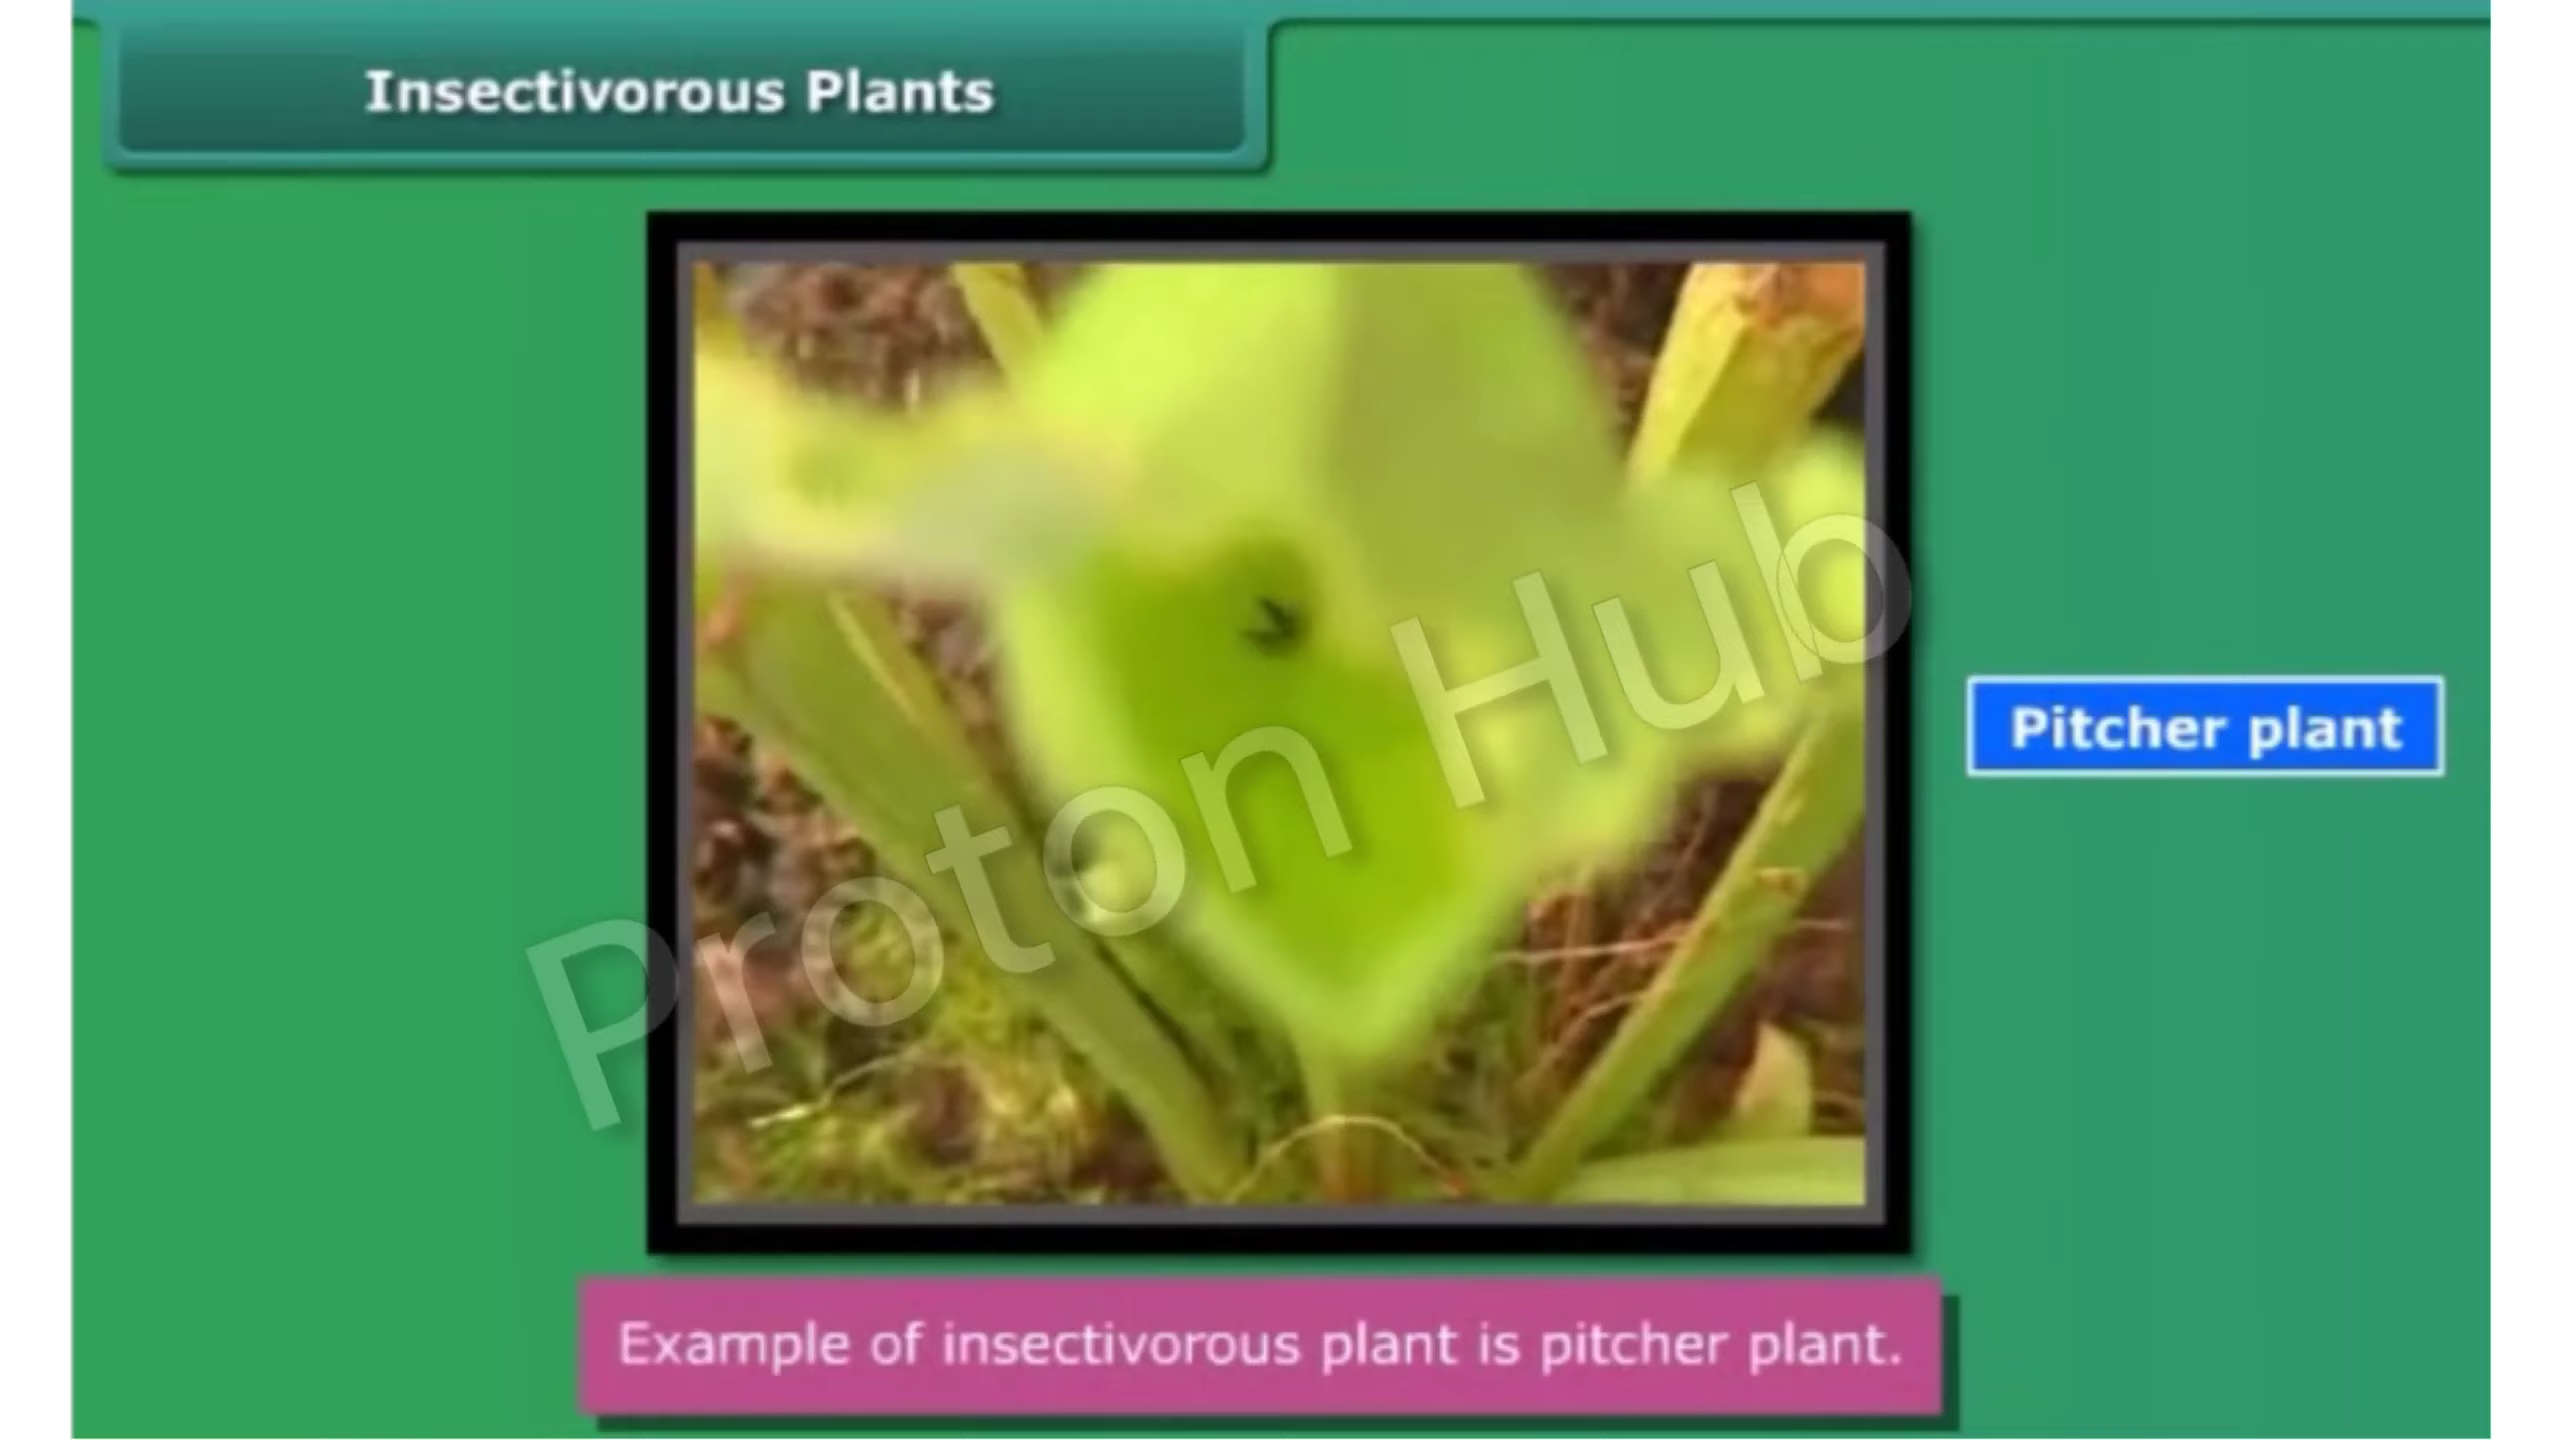 Insectivorous Plants
Proton Hub
Pitcher plant
Example of insectivorous plant is pitcher plant.